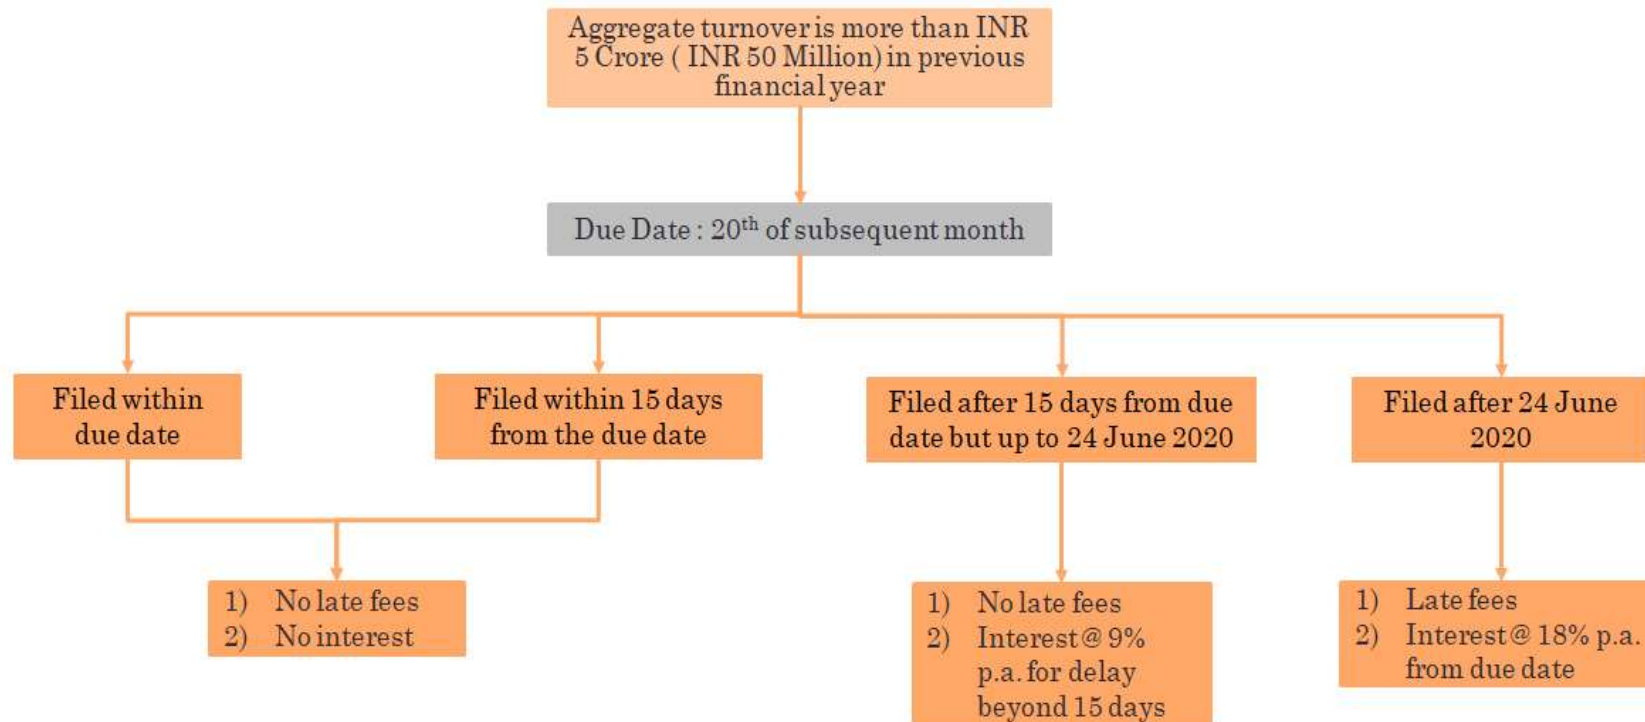 Aggregate turnover is more than INR
5 Crore ( INR 50 Million) in previous
financial year
Due Date : 20th of subsequent month
Filed within
due date
Filed within 15 days
from the due date
Filed after 15 days from due
date but up to 24 June 2020
Filed after 24 June
2020
1) No late fees
2) No interest
1) No late fees
2) Interest @ 9%
p.a. for delay
beyond 15 days
1) Late fees
2) Interest @ 18% p.a.
from due date